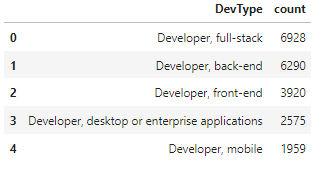 DevType count
0 Developer, full-stack 6928
1 Developer, back-end 6290
2 Developer, front-end 3920
3 Developer, desktop or enterprise applications 2575
4 Developer, mobile 1959